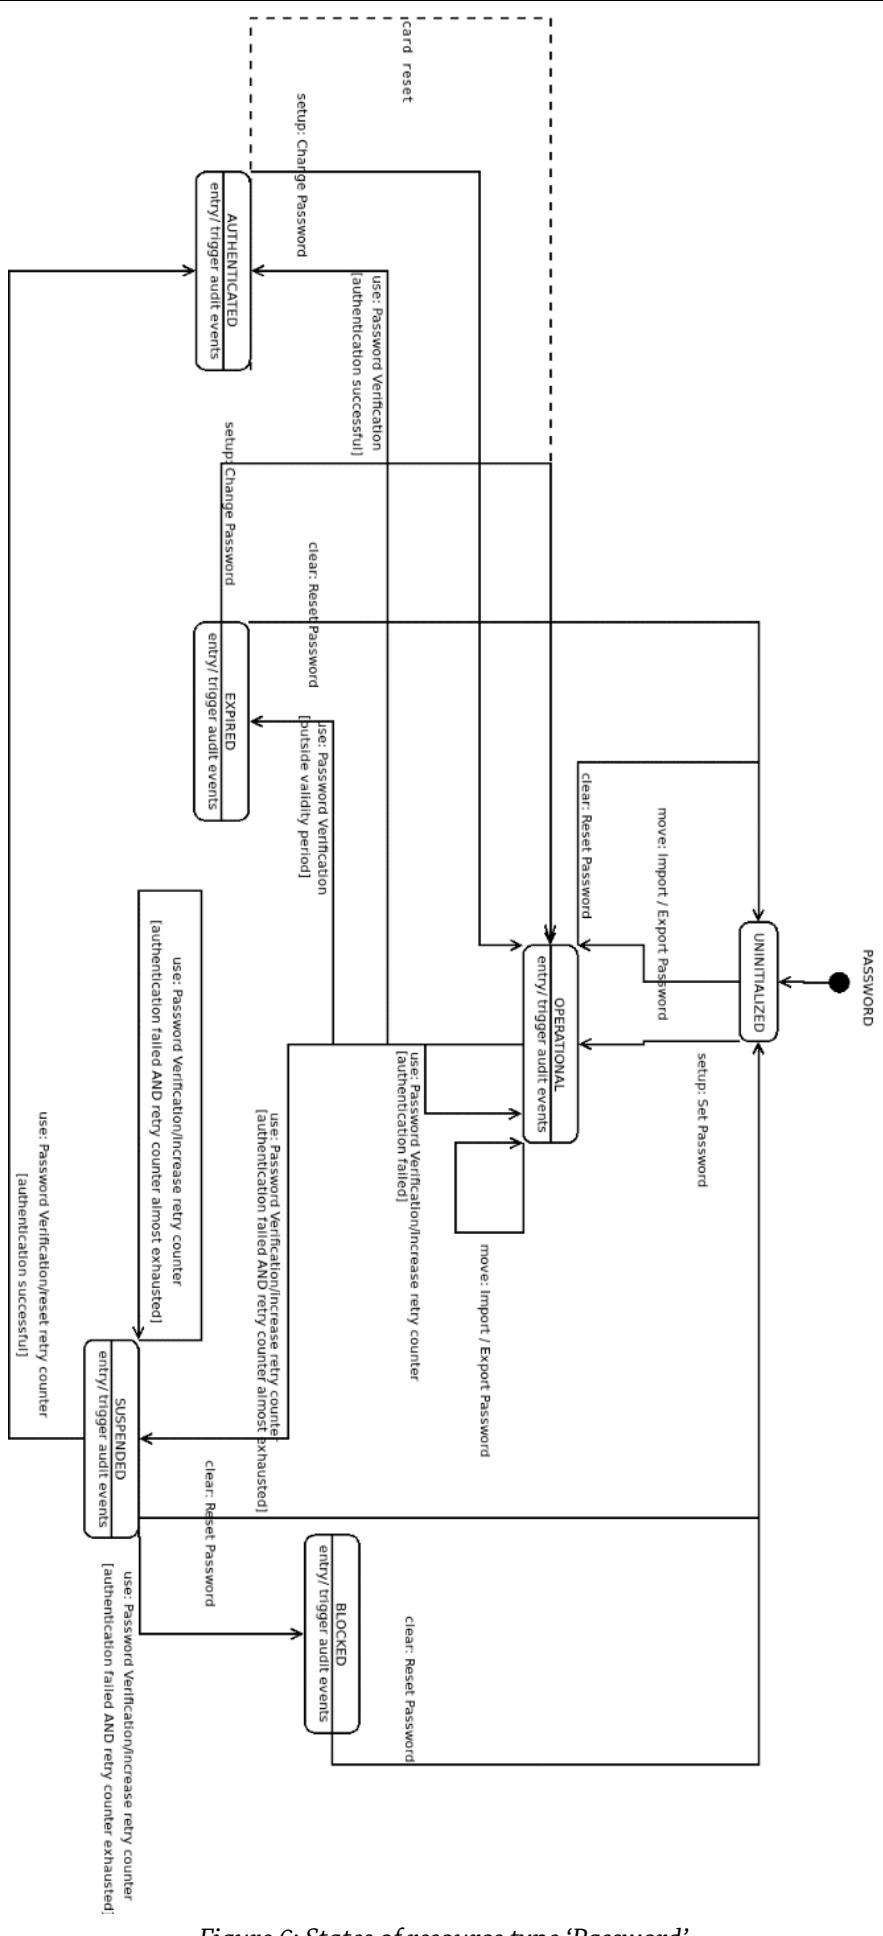 PASSWORD
UNINITIALIZED
move: Import / Export Password
setup: Set Password
clear: Reset Password
OPERATIONAL
entry/ trigger audit events
card reset
setup: Change Password
use: Password Verification
[authentication successful]
AUTHENTICATED
entry/ trigger audit events
setup: Change Password
clear: Reset Password
EXPIRED
entry/ trigger audit events
use: Password Verification
[outside validity period]
use: Password Verification/increase retry counter
[authentication failed]
move: Import / Export Password
use: Password Verification/increase retry counter
[authentication failed AND retry counter almost exhausted]
use: Password Verification/increase retry counter
[authentication failed AND retry counter almost exhausted]
use: Password Verification/reset retry counter
[authentication successful]
SUSPENDED
entry/ trigger audit events
clear: Reset Password
BLOCKED
entry/ trigger audit events
clear: Reset Password
use: Password Verification/increase retry counter
[authentication failed AND retry counter exhausted]
Figure 6: States of resource type ‘Password’